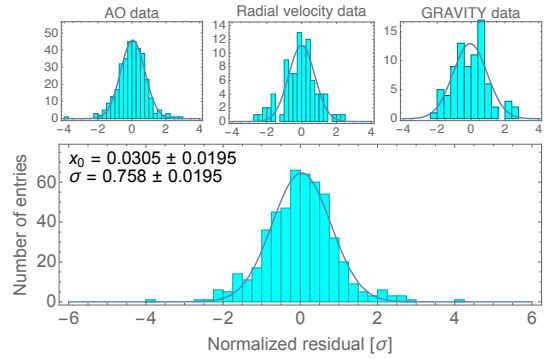 AO data
Radial velocity data
GRAVITY data
50
40
30
20
10
0
-4 -2 0 2 4
14
12
10
8
6
4
2
0
-4 -2 0 2 4
15
10
5
0
-4 -2 0 2 4
x₀ = 0.0305 ± 0.0195
σ = 0.758 ± 0.0195
Number of entries
60
40
20
0
-6 -4 -2 0 2 4 6
Normalized residual [σ]